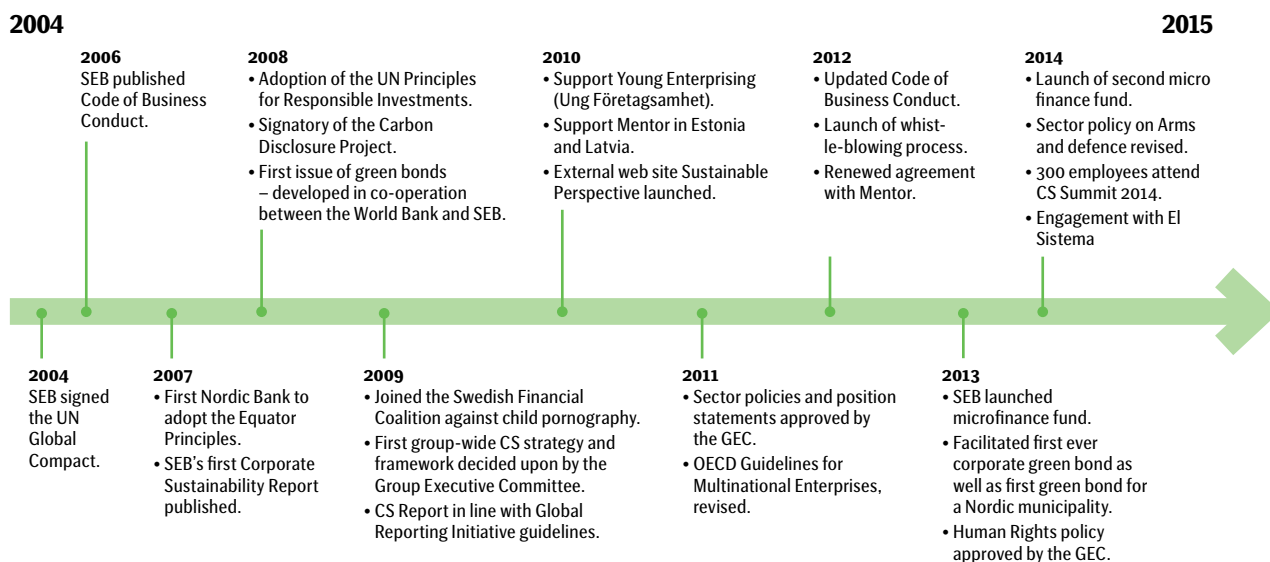 2004
2015
2006
SEB published
Code of Business
Conduct.
2008
• Adoption of the UN Principles
for Responsible Investments.
• Signatory of the Carbon
Disclosure Project.
• First issue of green bonds
– developed in co-operation
between the World Bank and SEB.
2010
• Support Young Enterprising
(Ung Företagsamhet).
• Support Mentor in Estonia
and Latvia.
• External web site Sustainable
Perspective launched.
2012
• Updated Code of
Business Conduct.
• Launch of whist-
le-blowing process.
• Renewed agreement
with Mentor.
2014
• Launch of second micro
finance fund.
• Sector policy on Arms
and defence revised.
• 300 employees attend
CS Summit 2014.
• Engagement with El
Sistema
2004
SEB signed
the UN
Global
Compact.
2007
• First Nordic Bank to
adopt the Equator
Principles.
• SEB's first Corporate
Sustainability Report
published.
2009
• Joined the Swedish Financial
Coalition against child pornography.
• First group-wide CS strategy and
framework decided upon by the
Group Executive Committee.
• CS Report in line with Global
Reporting Initiative guidelines.
2011
• Sector policies and position
statements approved by
the GEC.
• OECD Guidelines for
Multinational Enterprises,
revised.
2013
• SEB launched
microfinance fund.
• Facilitated first ever
corporate green bond as
well as first green bond for
a Nordic municipality.
• Human Rights policy
approved by the GEC.